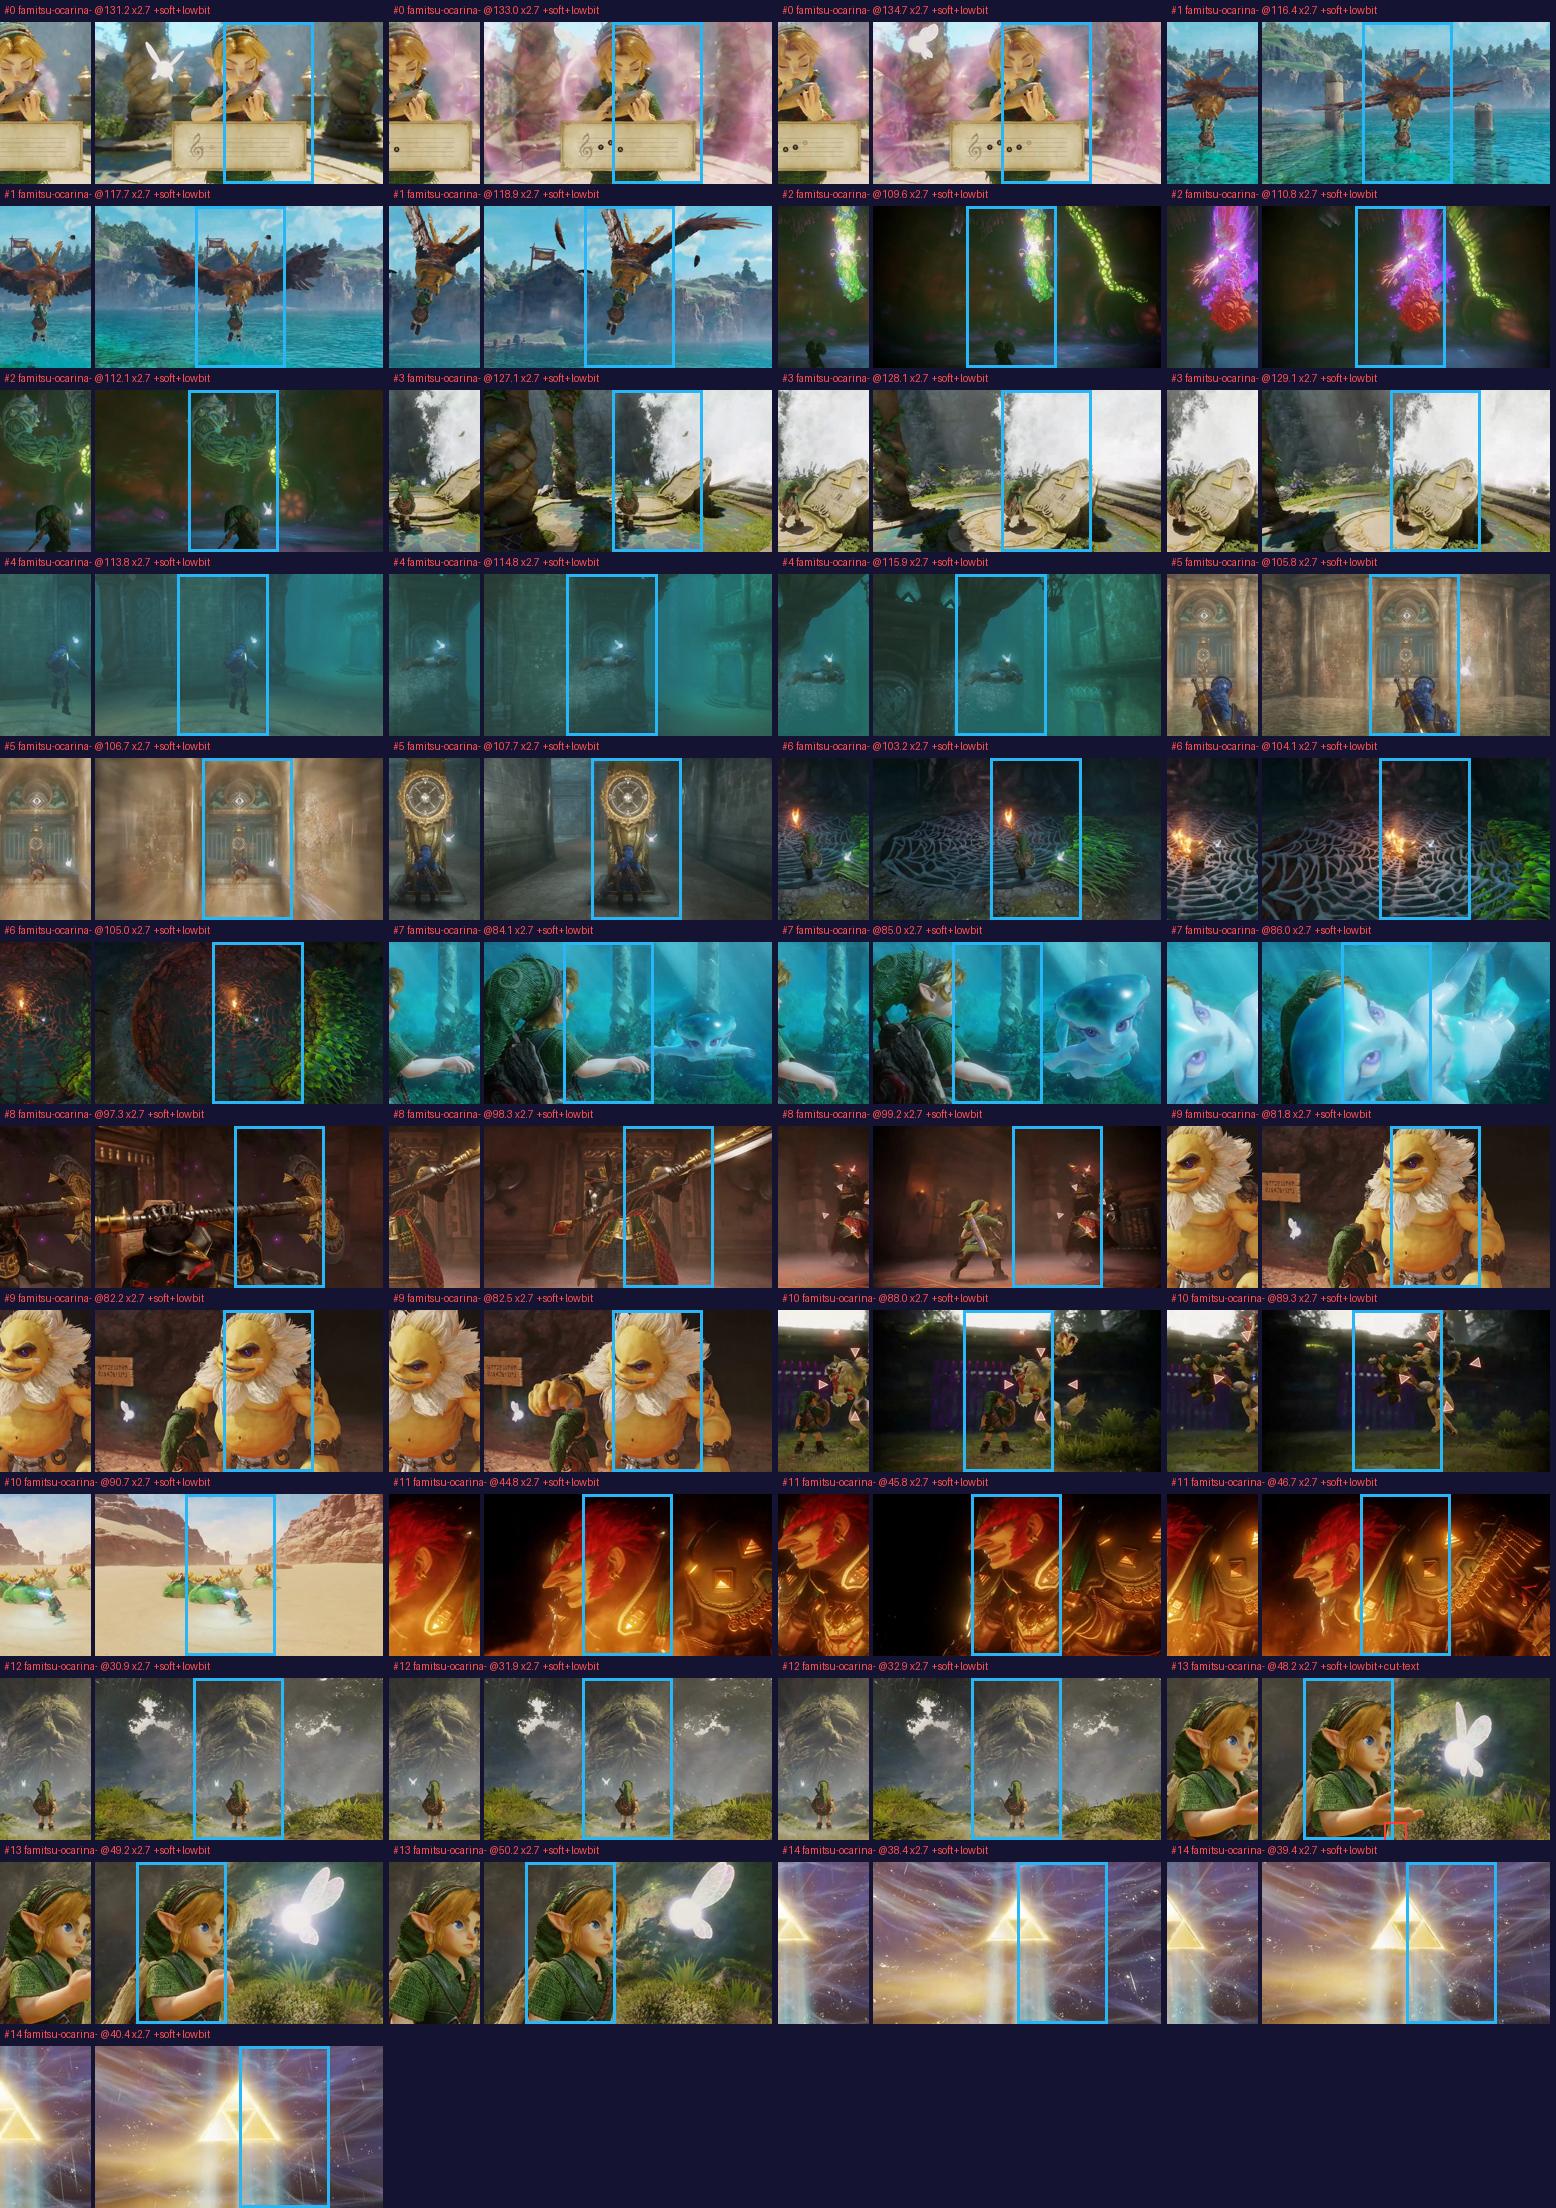 #0 famitsu-ocarina- @131.2 x2.7 +soft+lowbit
#0 famitsu-ocarina- @133.0 x2.7 +soft+lowbit
#0 famitsu-ocarina- @134.7 x2.7 +soft+lowbit
#1 famitsu-ocarina- @116.4 x2.7 +soft+lowbit
#1 famitsu-ocarina- @117.7 x2.7 +soft+lowbit
#1 famitsu-ocarina- @118.9 x2.7 +soft+lowbit
#2 famitsu-ocarina- @109.6 x2.7 +soft+lowbit
#2 famitsu-ocarina- @110.8 x2.7 +soft+lowbit
#2 famitsu-ocarina- @112.1 x2.7 +soft+lowbit
#3 famitsu-ocarina- @127.1 x2.7 +soft+lowbit
#3 famitsu-ocarina- @128.1 x2.7 +soft+lowbit
#3 famitsu-ocarina- @129.1 x2.7 +soft+lowbit
#4 famitsu-ocarina- @113.8 x2.7 +soft+lowbit
#4 famitsu-ocarina- @114.8 x2.7 +soft+lowbit
#4 famitsu-ocarina- @115.9 x2.7 +soft+lowbit
#5 famitsu-ocarina- @105.8 x2.7 +soft+lowbit
#5 famitsu-ocarina- @106.7 x2.7 +soft+lowbit
#5 famitsu-ocarina- @107.7 x2.7 +soft+lowbit
#6 famitsu-ocarina- @103.2 x2.7 +soft+lowbit
#6 famitsu-ocarina- @104.1 x2.7 +soft+lowbit
#6 famitsu-ocarina- @105.0 x2.7 +soft+lowbit
#7 famitsu-ocarina- @84.1 x2.7 +soft+lowbit
#7 famitsu-ocarina- @85.0 x2.7 +soft+lowbit
#7 famitsu-ocarina- @86.0 x2.7 +soft+lowbit
#8 famitsu-ocarina- @97.3 x2.7 +soft+lowbit
#8 famitsu-ocarina- @98.3 x2.7 +soft+lowbit
#8 famitsu-ocarina- @99.2 x2.7 +soft+lowbit
#9 famitsu-ocarina- @81.8 x2.7 +soft+lowbit
#9 famitsu-ocarina- @82.2 x2.7 +soft+lowbit
#9 famitsu-ocarina- @82.5 x2.7 +soft+lowbit
#10 famitsu-ocarina- @88.0 x2.7 +soft+lowbit
#10 famitsu-ocarina- @89.3 x2.7 +soft+lowbit
#10 famitsu-ocarina- @90.7 x2.7 +soft+lowbit
#11 famitsu-ocarina- @44.8 x2.7 +soft+lowbit
#11 famitsu-ocarina- @45.8 x2.7 +soft+lowbit
#11 famitsu-ocarina- @46.7 x2.7 +soft+lowbit
#12 famitsu-ocarina- @30.9 x2.7 +soft+lowbit
#12 famitsu-ocarina- @31.9 x2.7 +soft+lowbit
#12 famitsu-ocarina- @32.9 x2.7 +soft+lowbit
#13 famitsu-ocarina- @48.2 x2.7 +soft+lowbit+cut-text
#13 famitsu-ocarina- @49.2 x2.7 +soft+lowbit
#13 famitsu-ocarina- @50.2 x2.7 +soft+lowbit
#14 famitsu-ocarina- @38.4 x2.7 +soft+lowbit
#14 famitsu-ocarina- @39.4 x2.7 +soft+lowbit
#14 famitsu-ocarina- @40.4 x2.7 +soft+lowbit